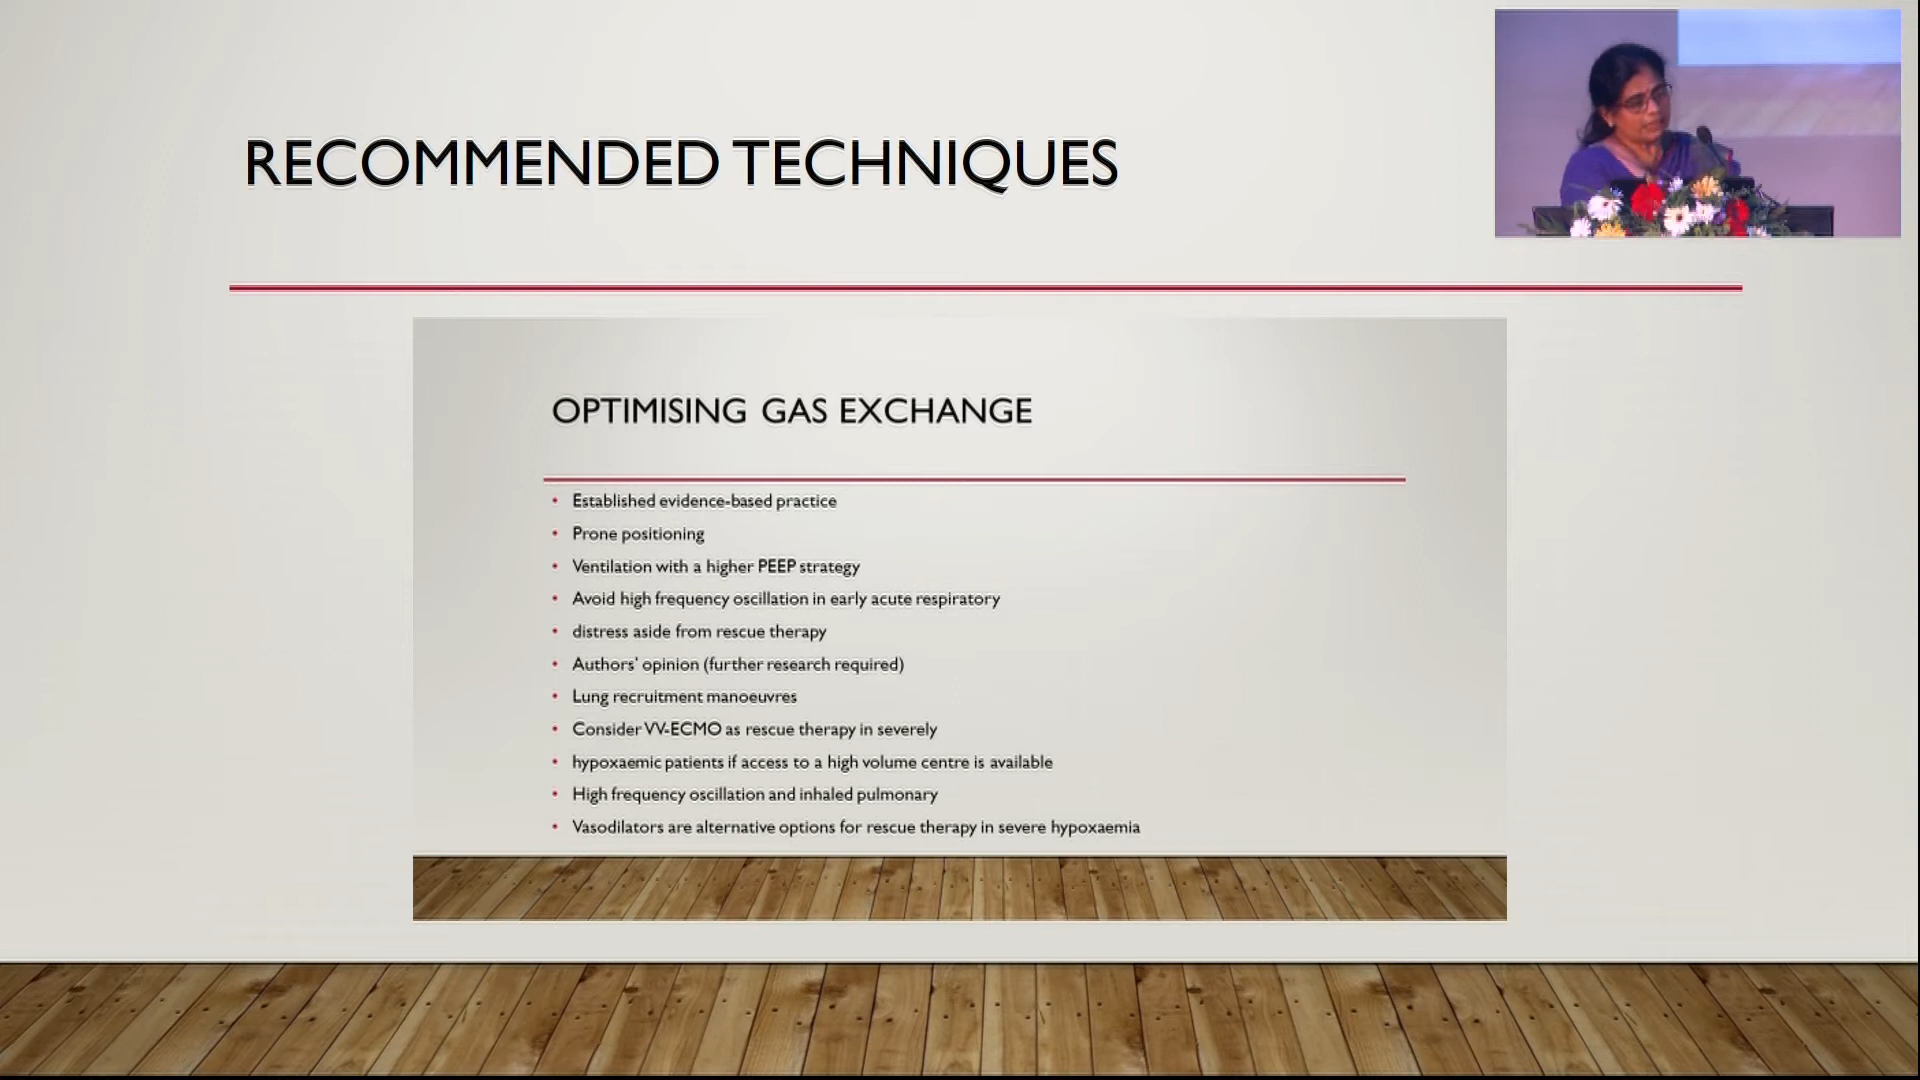 RECOMMENDED TECHNIQUES
OPTIMISING GAS EXCHANGE
• Established evidence-based practice
• Prone positioning
• Ventilation with a higher PEEP strategy
• Avoid high frequency oscillation in early acute respiratory
• distress aside from rescue therapy
• Authors' opinion (further research required)
• Lung recruitment manoeuvres
• Consider VV-ECMO as rescue therapy in severely
• hypoxaemic patients if access to a high volume centre is available
• High frequency oscillation and inhaled pulmonary
• Vasodilators are alternative options for rescue therapy in severe hypoxaemia